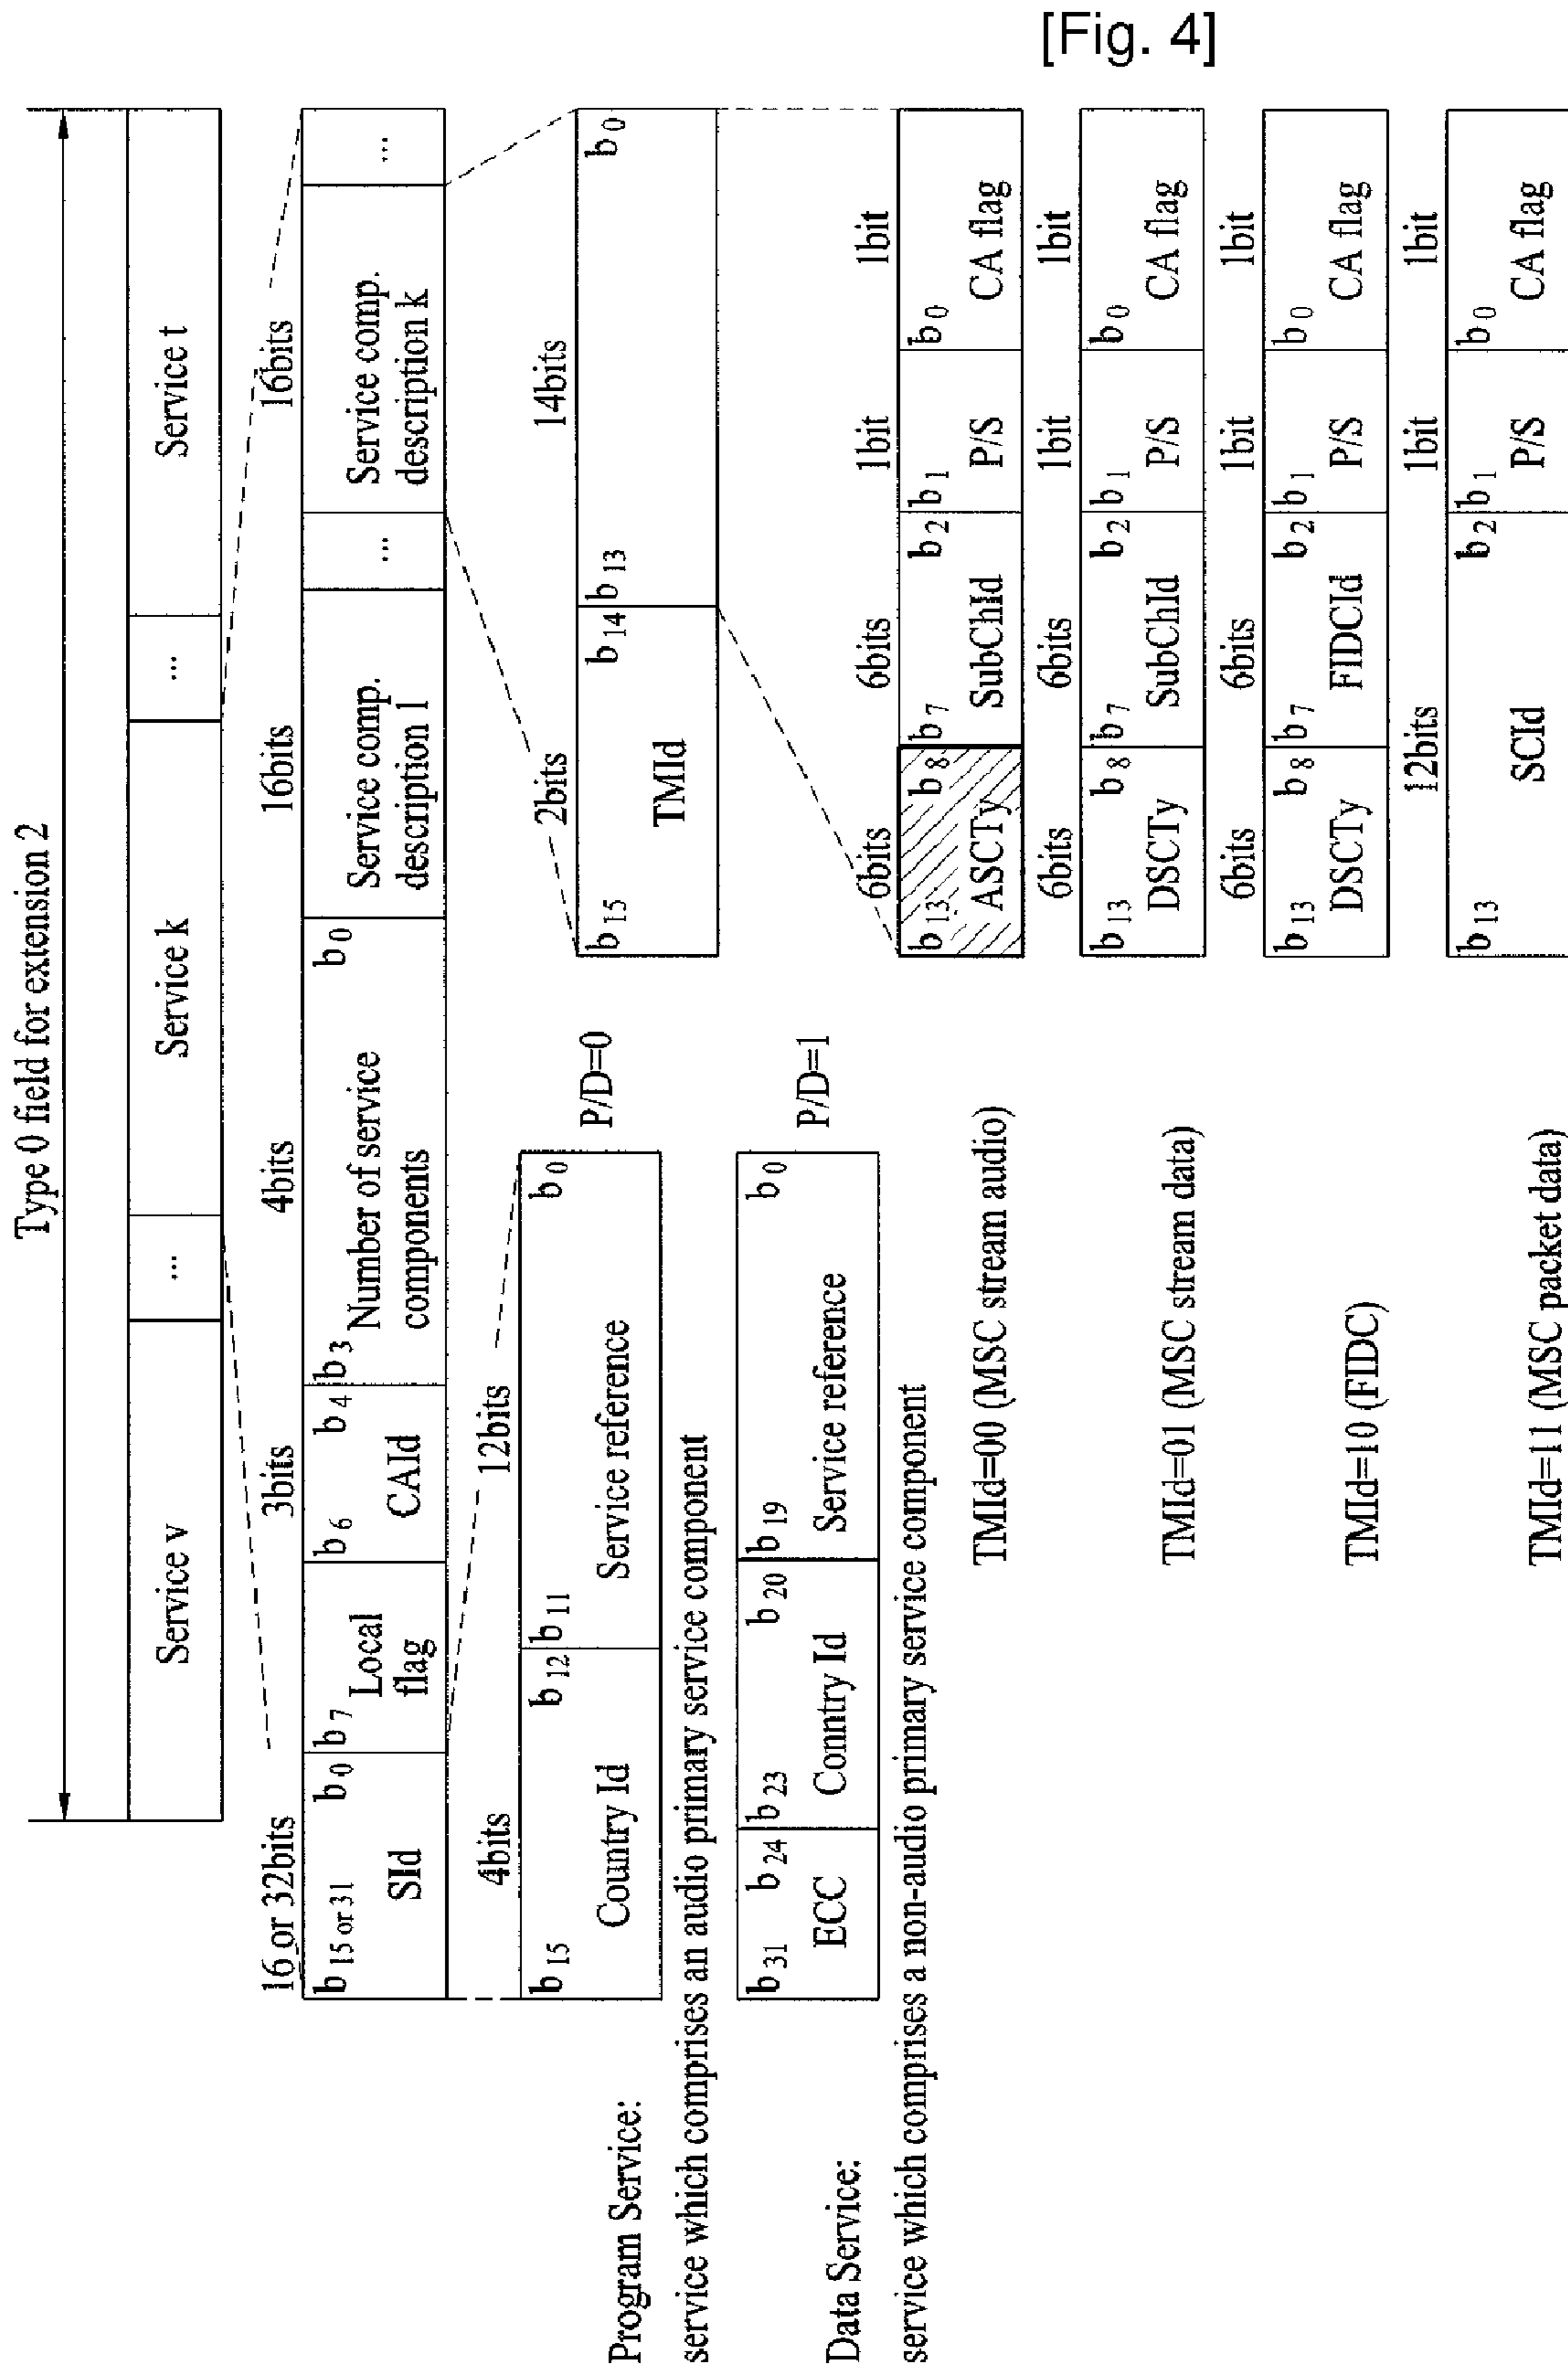 [Fig. 4]
Type 0 field for extension 2
Service v
...
Service k
...
Service t
16 or 32bits
3bits
4bits
16bits
16bits
b15 or 31 b0
SId
b7
Local
flag
b6 b4
CAId
b3 b0
Number of service
components
Service comp.
description 1
...
Service comp.
description k
...
4bits
12bits
b15 b12
Country Id
b11 b0
Service reference
P/D=0
Program Service:
service which comprises an audio primary service component
b31 b24
ECC
b23 b20
Country Id
b19 b0
Service reference
P/D=1
Data Service:
service which comprises a non-audio primary service component
2bits
14bits
b15 b14
TMId
b13 b0
TMId=00 (MSC stream audio)
6bits
6bits
1bit
1bit
b13 b8
ASCTy
b7 b2
SubChId
b1
P/S
b0
CA flag
TMId=01 (MSC stream data)
6bits
6bits
1bit
1bit
b13 b8
DSCTy
b7 b2
SubChId
b1
P/S
b0
CA flag
TMId=10 (FIDC)
6bits
6bits
1bit
1bit
b13 b8
DSCTy
b7 b2
FIDCId
b1
P/S
b0
CA flag
TMId=11 (MSC packet data)
12bits
1bit
1bit
b13 b2
SCId
b1
P/S
b0
CA flag